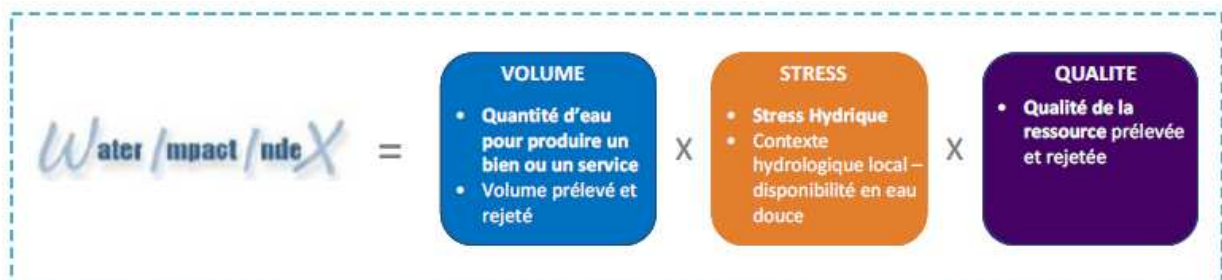 Water Impact IndeX
=
VOLUME
• Quantité d'eau
pour produire un
bien ou un service
• Volume prélevé et
rejeté
X
STRESS
• Stress Hydrique
• Contexte
hydrologique local –
disponibilité en eau
douce
X
QUALITE
• Qualité de la
ressource prélevée
et rejetée